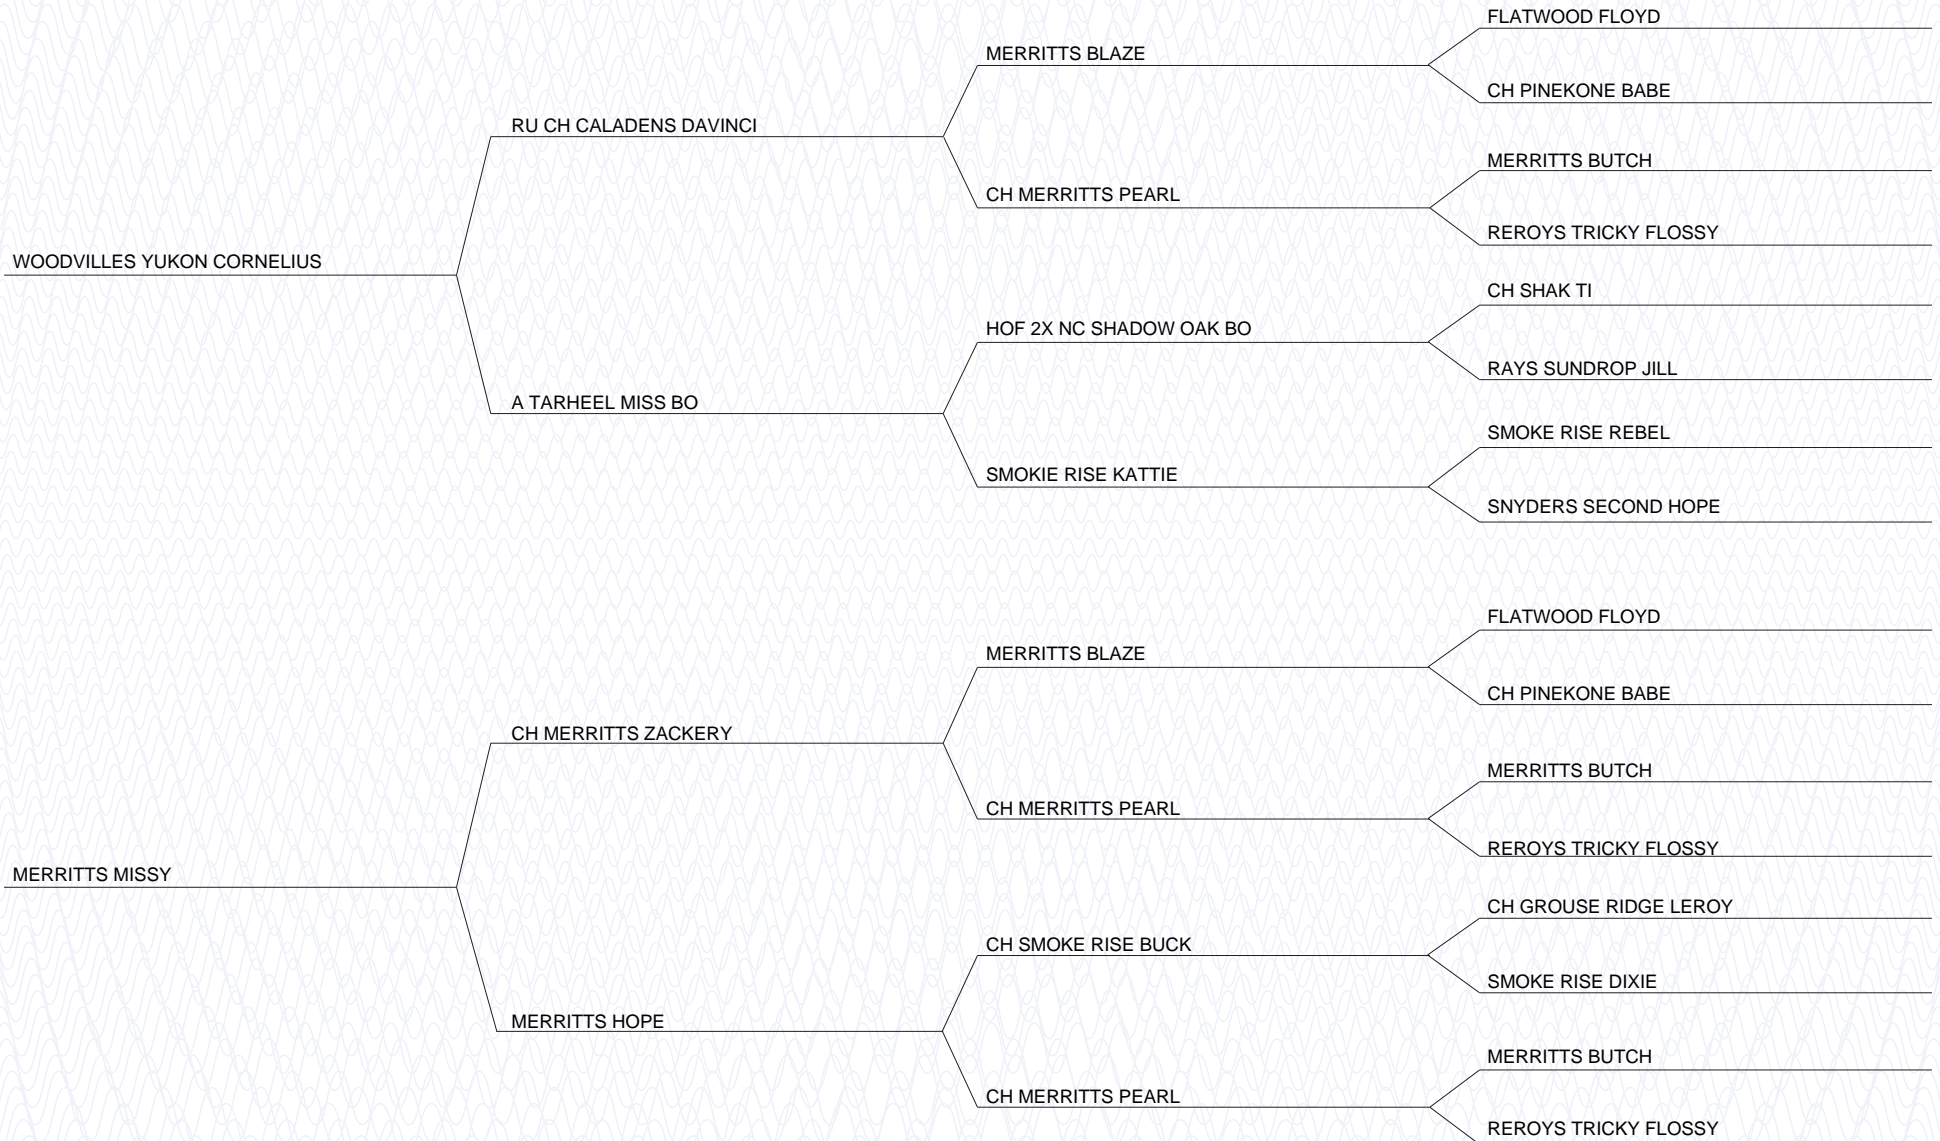 FLATWOOD FLOYD
MERRITTS BLAZE
CH PINEKONE BABE
RU CH CALADENS DAVINCI
MERRITTS BUTCH
CH MERRITTS PEARL
REROYS TRICKY FLOSSY
WOODVILLES YUKON CORNELIUS
CH SHAK TI
HOF 2X NC SHADOW OAK BO
RAYS SUNDROP JILL
A TARHEEL MISS BO
SMOKE RISE REBEL
SMOKIE RISE KATTIE
SNYDERS SECOND HOPE
FLATWOOD FLOYD
MERRITTS BLAZE
CH PINEKONE BABE
CH MERRITTS ZACKERY
MERRITTS BUTCH
CH MERRITTS PEARL
REROYS TRICKY FLOSSY
MERRITTS MISSY
CH GROUSE RIDGE LEROY
CH SMOKE RISE BUCK
SMOKE RISE DIXIE
MERRITTS HOPE
MERRITTS BUTCH
CH MERRITTS PEARL
REROYS TRICKY FLOSSY